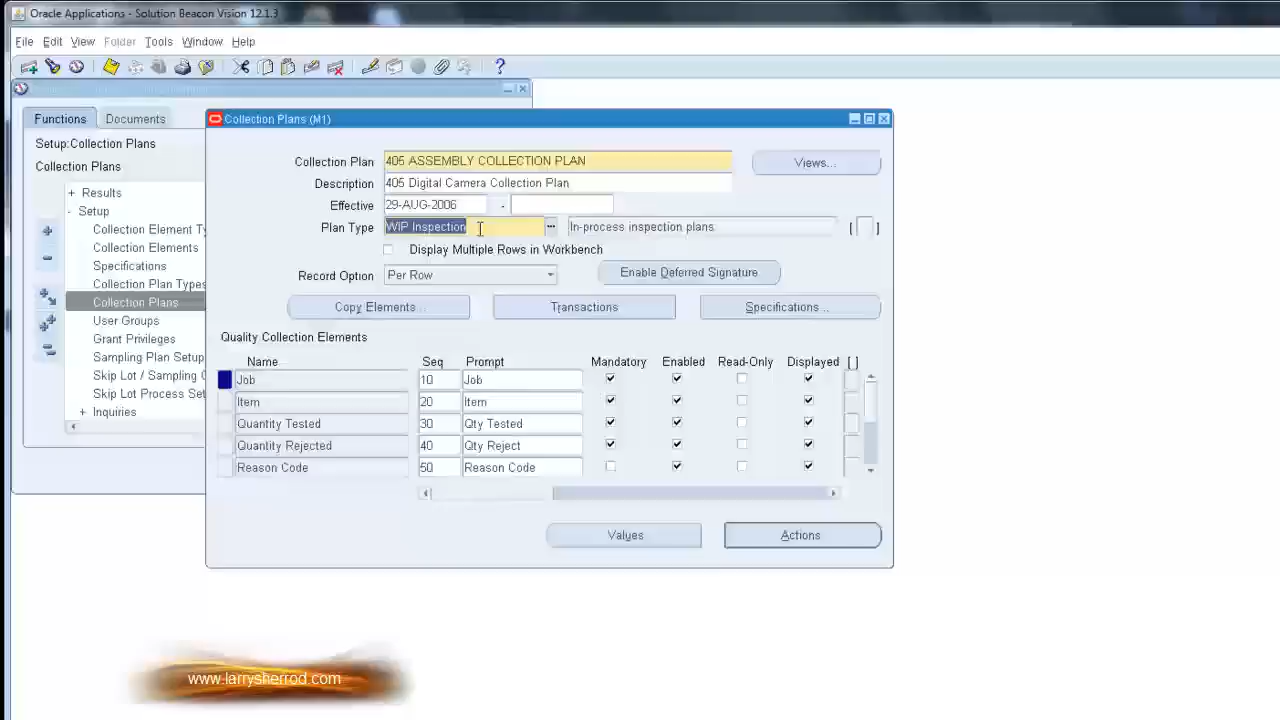 Oracle Applications - Solution Beacon Vision 12.1.3
File Edit View Folder Tools Window Help
Functions Documents
Setup:Collection Plans
Collection Plans
+ Results
- Setup
Collection Element Ty
Collection Elements
Specifications
Collection Plan Types
Collection Plans
User Groups
Grant Privileges
Sampling Plan Setup
Skip Lot / Sampling C
Skip Lot Process Set
+ Inquiries
Collection Plans (M1)
Collection Plan 405 ASSEMBLY COLLECTION PLAN Views...
Description 405 Digital Camera Collection Plan
Effective 29-AUG-2006 -
Plan Type WIP Inspection ... In-process inspection plans [ ]
Display Multiple Rows in Workbench
Record Option Per Row Enable Deferred Signature
Copy Elements... Transactions Specifications...
Quality Collection Elements
Name Seq Prompt Mandatory Enabled Read-Only Displayed [ ]
Job 10 Job
Item 20 Item
Quantity Tested 30 Qty Tested
Quantity Rejected 40 Qty Reject
Reason Code 50 Reason Code
Values Actions
www.larrysherrod.com